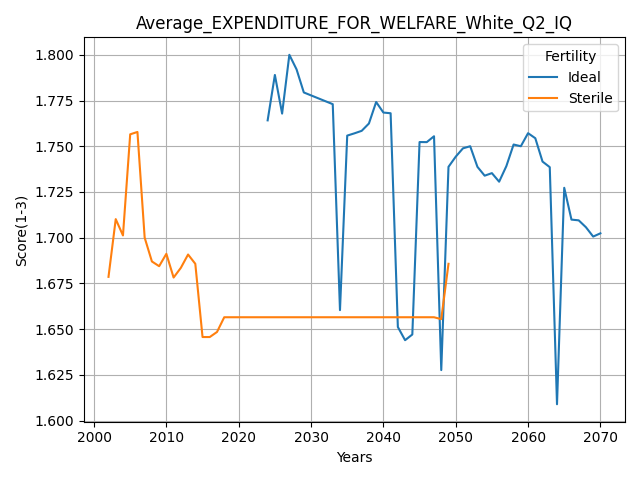 Average_EXPENDITURE_FOR_WELFARE_White_Q2_IQ
Fertility
Ideal
Sterile
Score(1-3)
1.800
1.775
1.750
1.725
1.700
1.675
1.650
1.625
1.600
2000 2010 2020 2030 2040 2050 2060 2070
Years